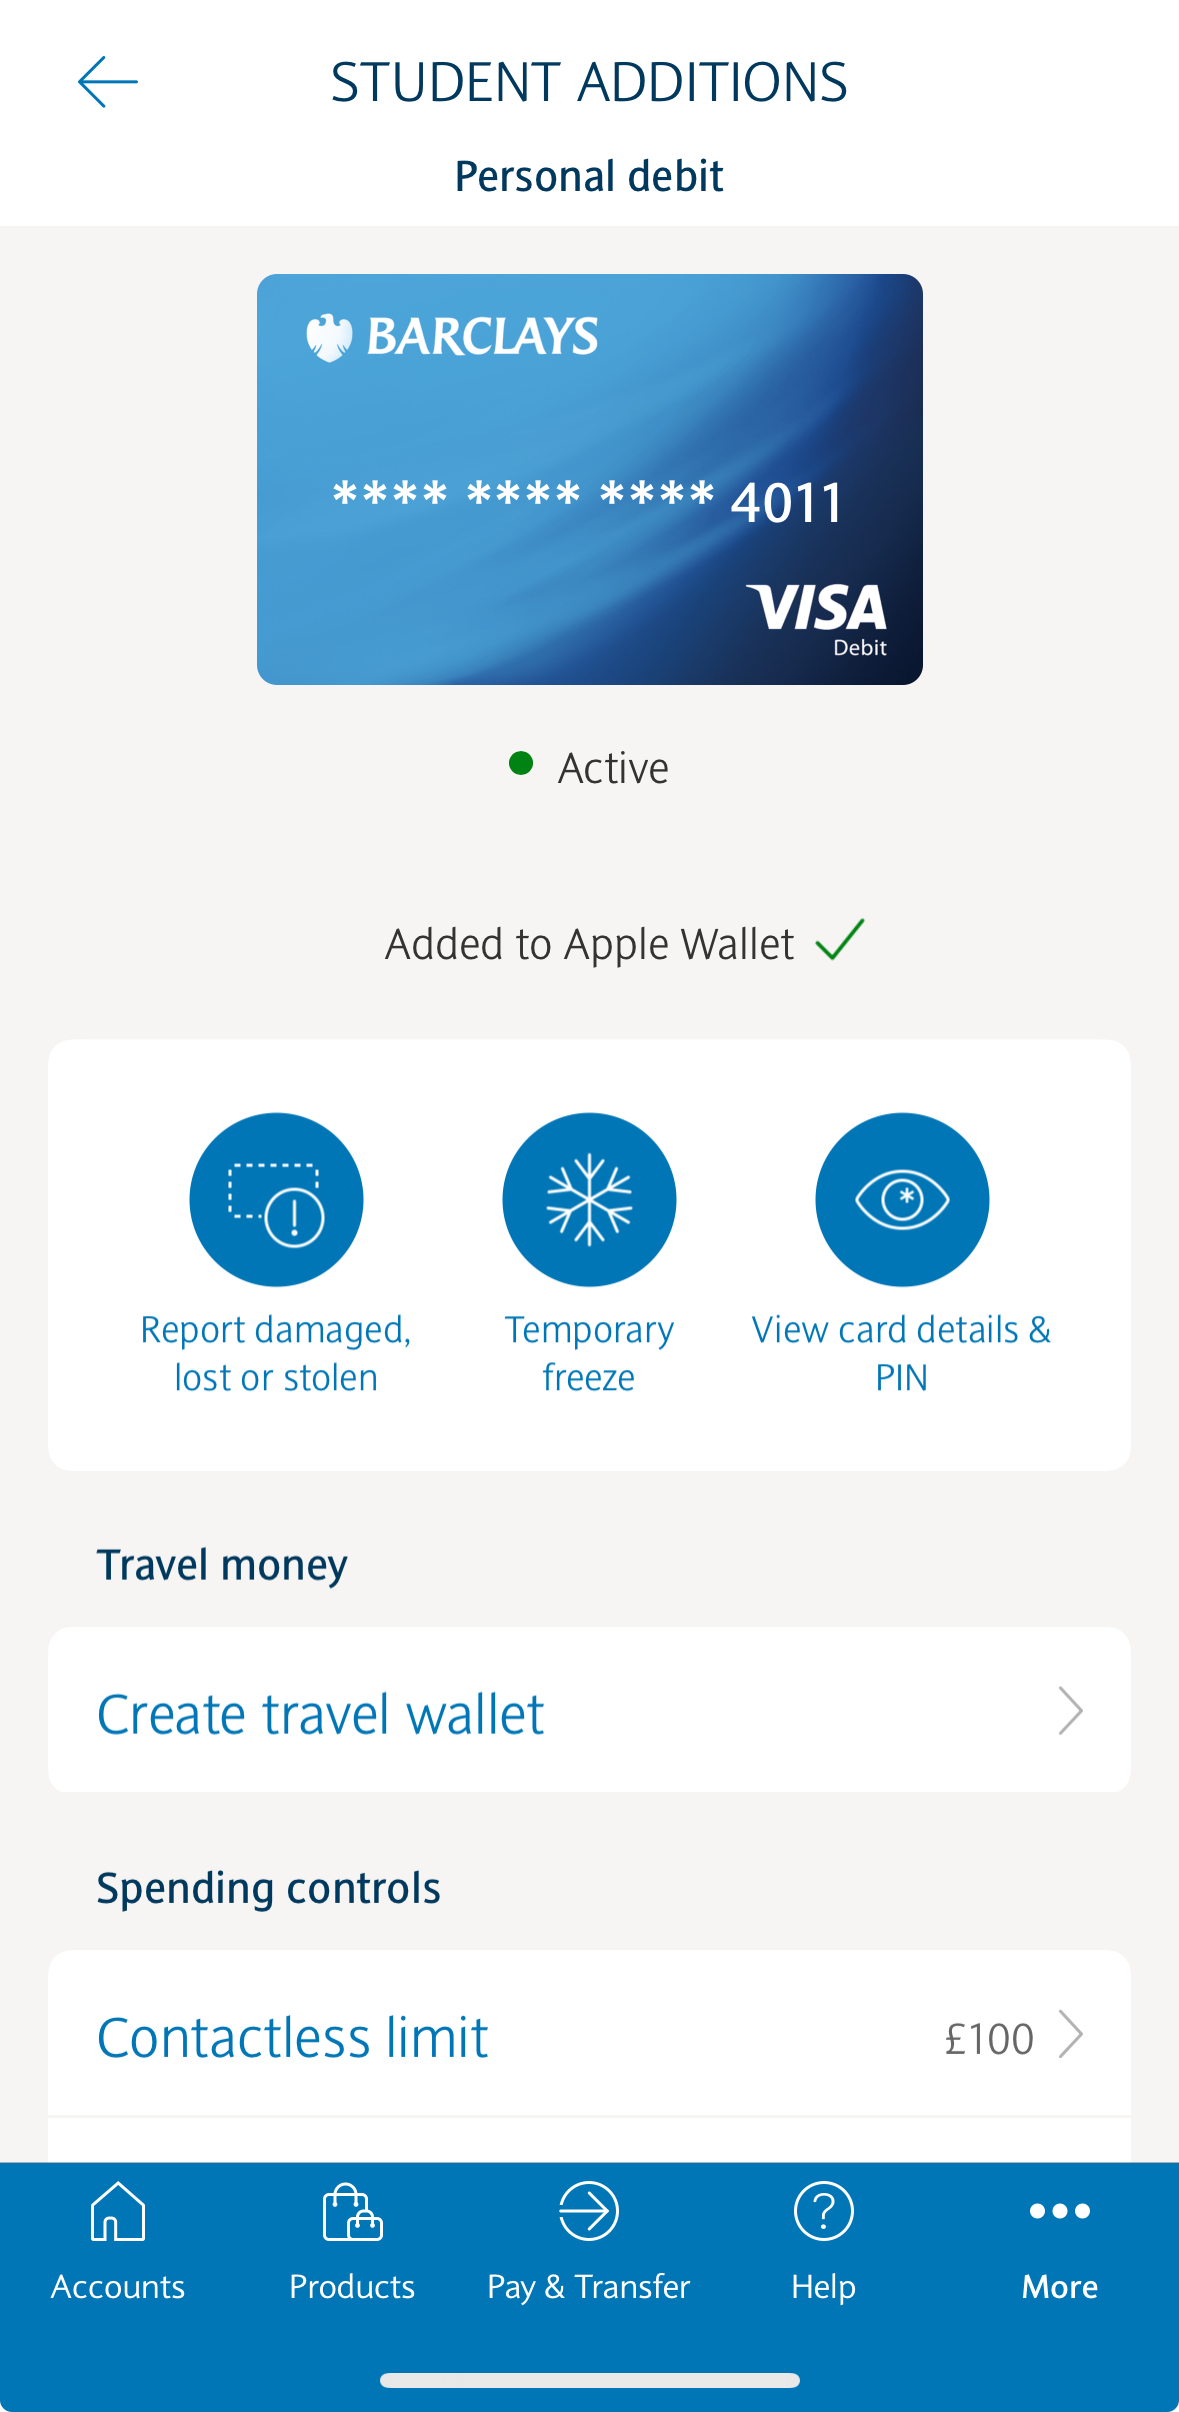 STUDENT ADDITIONS
Personal debit
BARCLAYS
**** **** **** 4011
VISA
Debit
Active
Added to Apple Wallet
Report damaged,
lost or stolen
Temporary
freeze
View card details &
PIN
Travel money
Create travel wallet
Spending controls
Contactless limit £100
Accounts Products Pay & Transfer Help More